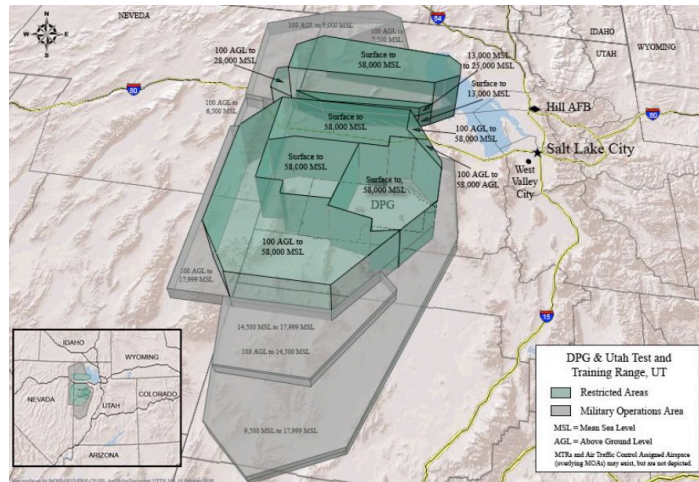 NEVADA
100 AGL to 9,000 MSL
84
IDAHO
UTAH
WYOMING
N
W
E
S
100 AGL to
28,000 MSL
100 AGL to
Surface to
58,000 MSL
13,000 MSL
to 25,000 MSL
Surface to
13,000 MSL
80
100 AGL to
6,500 MSL
Hill AFB
80
Surface to
58,000 MSL
100 AGL to
58,000 MSL
Salt Lake City
West
Valley
City
Surface to
58,000 MSL
Surface to
58,000 MSL
100 AGL to
58,000 AGL
DPG
100 AGL to
58,000 MSL
100 AGL to
17,999 MSL
15
14,500 MSL to 17,999 MSL
100 AGL to 14,500 MSL
9,500 MSL to 17,999 MSL
IDAHO
WYOMING
NEVADA
UTAH
COLORADO
ARIZONA
DPG & Utah Test and
Training Range, UT
Restricted Areas
Military Operations Area
MSL = Mean Sea Level
AGL = Above Ground Level
MTRs and Air Traffic Control Assigned Airspace
(overlying MOAs) may exist, but are not depicted.